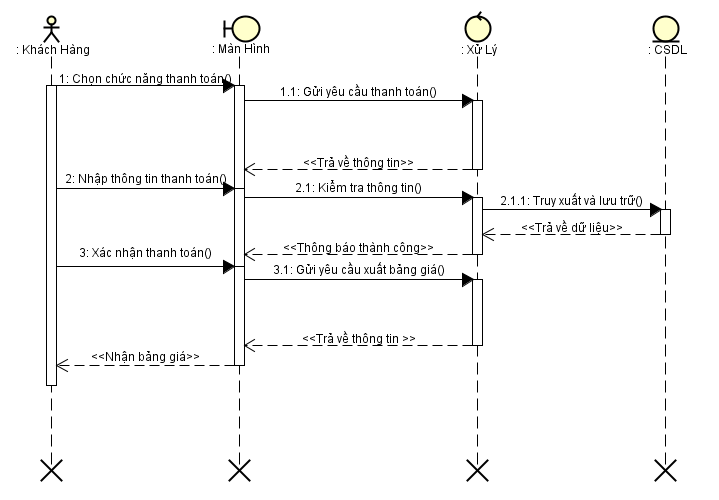 : Khách Hàng
: Màn Hình
: Xử Lý
: CSDL
1: Chọn chức năng thanh toán()
1.1: Gửi yêu cầu thanh toán()
<<Trả về thông tin>>
2: Nhập thông tin thanh toán()
2.1: Kiểm tra thông tin()
2.1.1: Truy xuất và lưu trữ()
<<Trả về dữ liệu>>
<<Thông báo thành công>>
3: Xác nhận thanh toán()
3.1: Gửi yêu cầu xuất bảng giá()
<<Trả về thông tin >>
<<Nhận bảng giá>>